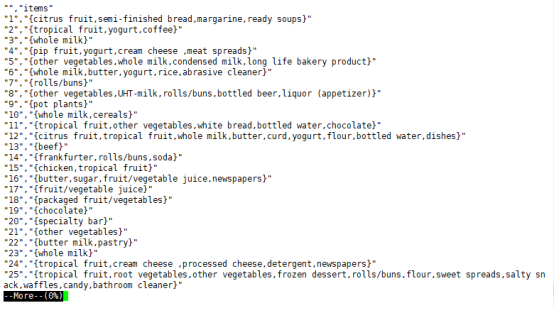 "","items"
"1","{citrus fruit,semi-finished bread,margarine,ready soups}"
"2","{tropical fruit,yogurt,coffee}"
"3","{whole milk}"
"4","{pip fruit,yogurt,cream cheese ,meat spreads}"
"5","{other vegetables,whole milk,condensed milk,long life bakery product}"
"6","{whole milk,butter,yogurt,rice,abrasive cleaner}"
"7","{rolls/buns}"
"8","{other vegetables,UHT-milk,rolls/buns,bottled beer,liquor (appetizer)}"
"9","{pot plants}"
"10","{whole milk,cereals}"
"11","{tropical fruit,other vegetables,white bread,bottled water,chocolate}"
"12","{citrus fruit,tropical fruit,whole milk,butter,curd,yogurt,flour,bottled water,dishes}"
"13","{beef}"
"14","{frankfurter,rolls/buns,soda}"
"15","{chicken,tropical fruit}"
"16","{butter,sugar,fruit/vegetable juice,newspapers}"
"17","{fruit/vegetable juice}"
"18","{packaged fruit/vegetables}"
"19","{chocolate}"
"20","{specialty bar}"
"21","{other vegetables}"
"22","{butter milk,pastry}"
"23","{whole milk}"
"24","{tropical fruit,cream cheese ,processed cheese,detergent,newspapers}"
"25","{tropical fruit,root vegetables,other vegetables,frozen dessert,rolls/buns,flour,sweet spreads,salty sn
ack,waffles,candy,bathroom cleaner}"
--More--(0%)